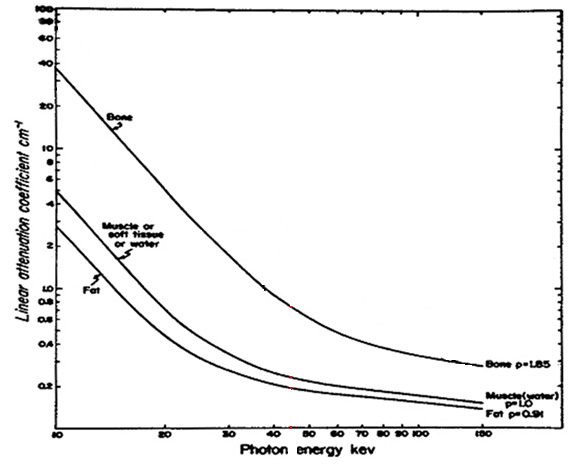 100
80
60
40
20
10
8
6
4
2
1.0
0.8
0.6
0.4
0.2
Linear attenuation coefficient cm⁻¹
Bone
Muscle or
soft tissue
or water
Fat
Bone ρ=1.85
Muscle(water)
ρ=1.0
Fat ρ=0.91
20
30
40
50
60
70
80
90
100
150
Photon energy kev